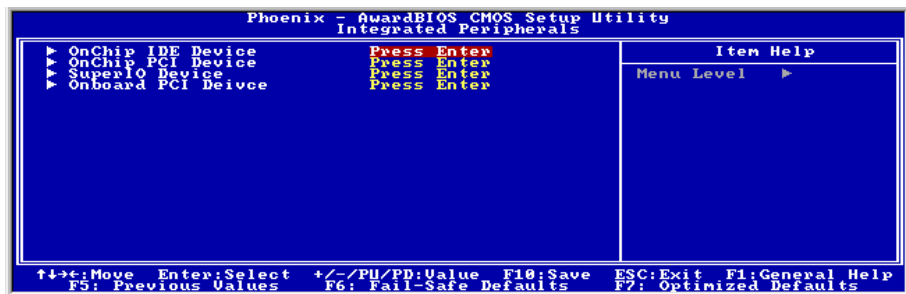 Phoenix - AwardBIOS CMOS Setup Utility
Integrated Peripherals
▶ OnChip IDE Device Press Enter
▶ OnChip PCI Device Press Enter
▶ SuperIO Device Press Enter
▶ Onboard PCI Deivce Press Enter
Item Help
Menu Level ▶
↑↓→←:Move Enter:Select +/-/PU/PD:Value F10:Save ESC:Exit F1:General Help
F5: Previous Values F6: Fail-Safe Defaults F7: Optimized Defaults